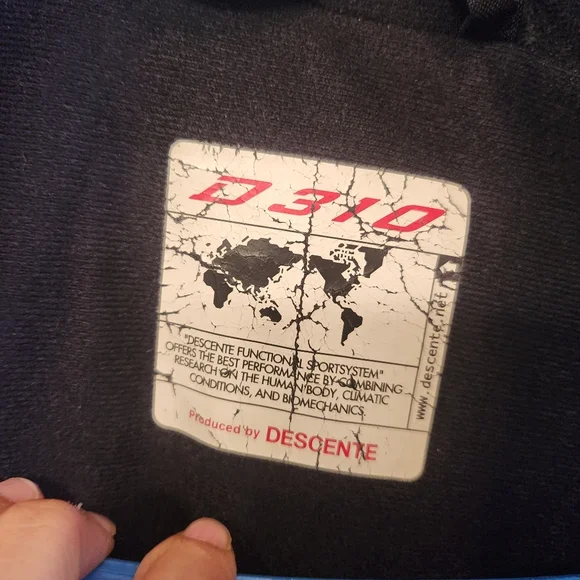 D310
"DESCENTE FUNCTIONAL SPORTSYSTEM"
OFFERS THE BEST PERFORMANCE BY COMBINING
RESEARCH ON THE HUMAN BODY, CLIMATIC
CONDITIONS, AND BIOMECHANICS.
www.descente.net
Produced by DESCENTE